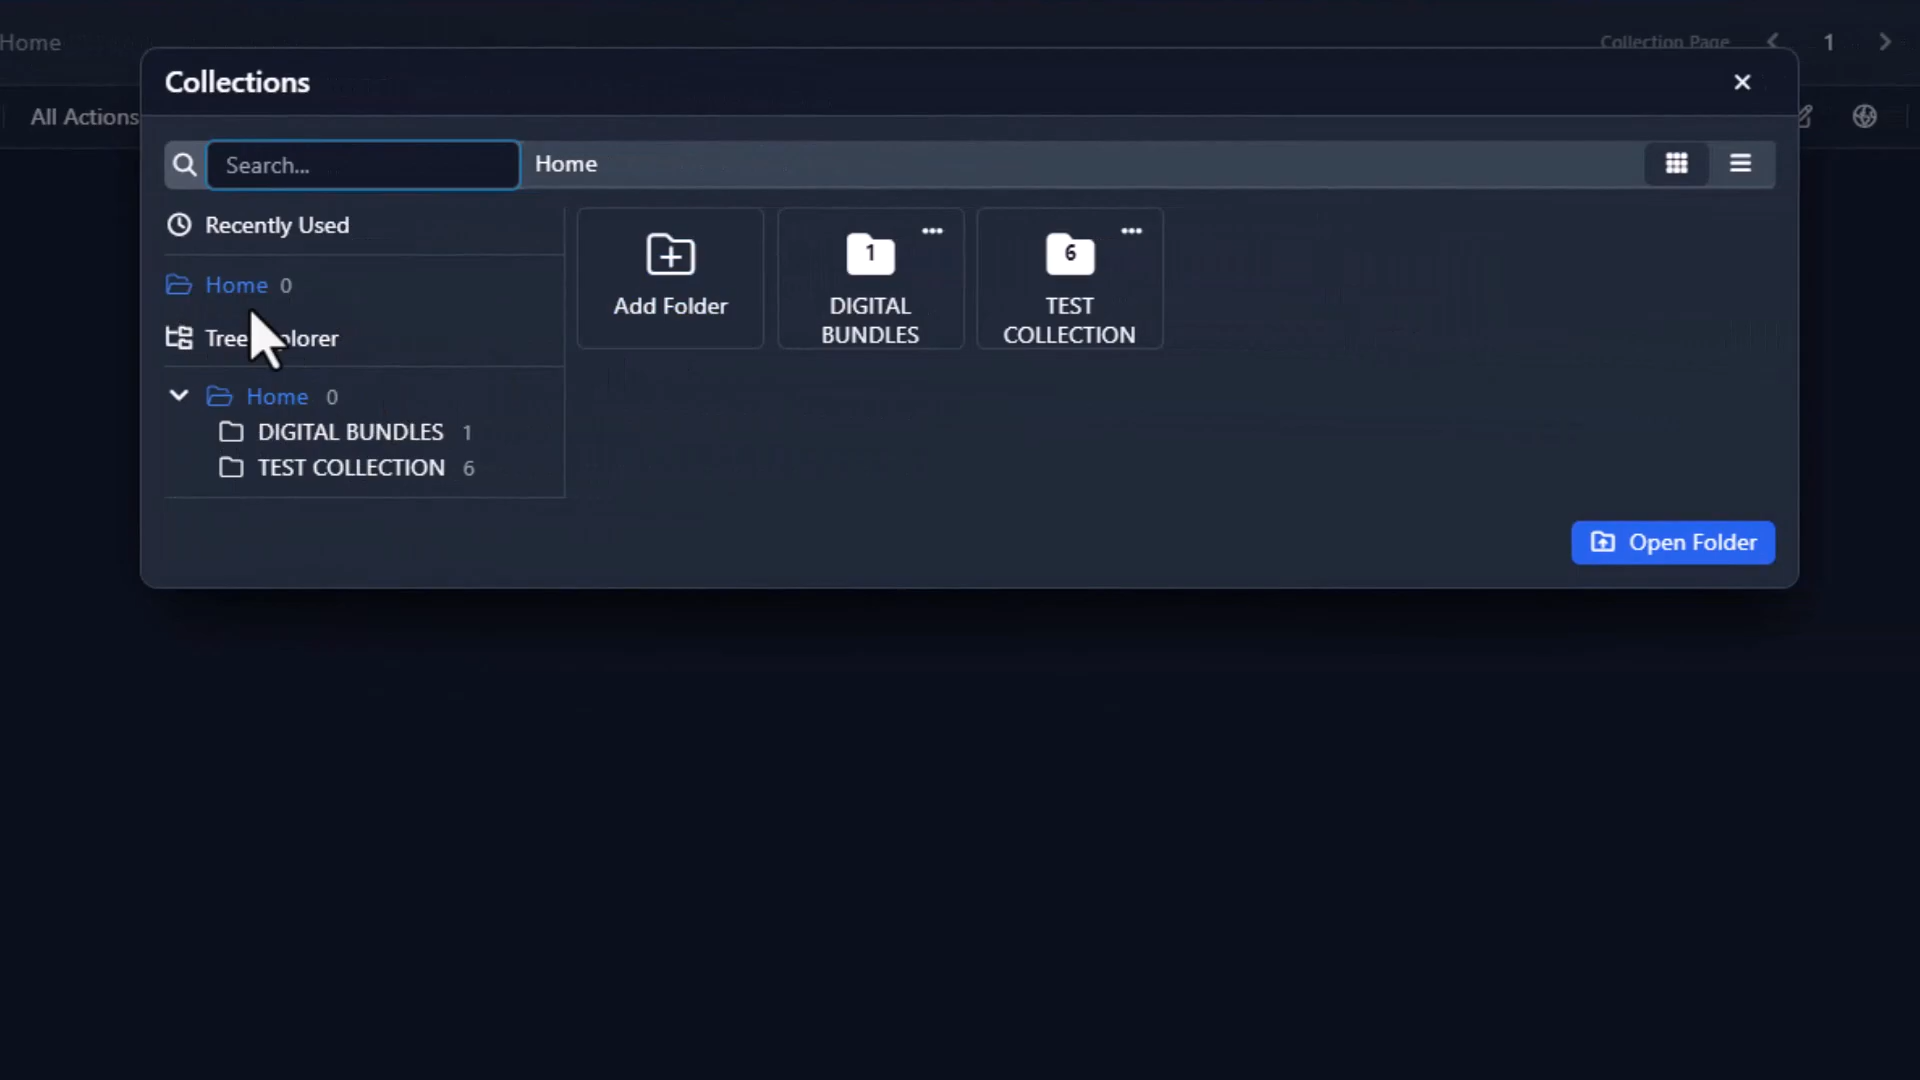 Home
Collection Page
1
Collections
All Actions
Search...
Home
Recently Used
Home 0
Tree Explorer
Home 0
DIGITAL BUNDLES 1
TEST COLLECTION 6
Add Folder
1
DIGITAL
BUNDLES
6
TEST
COLLECTION
Open Folder